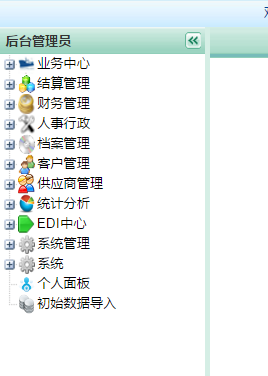 后台管理员
业务中心
结算管理
财务管理
人事行政
档案管理
客户管理
供应商管理
统计分析
EDI中心
系统管理
系统
个人面板
初始数据导入